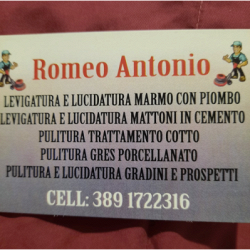 Romeo Antonio
LEVIGATURA E LUCIDATURA MARMO CON PIOMBO
LEVIGATURA E LUCIDATURA MATTONI IN CEMENTO
PULITURA TRATTAMENTO COTTO
PULITURA GRES PORCELLANATO
PULITURA E LUCIDATURA GRADINI E PROSPETTI
CELL: 389 1722316